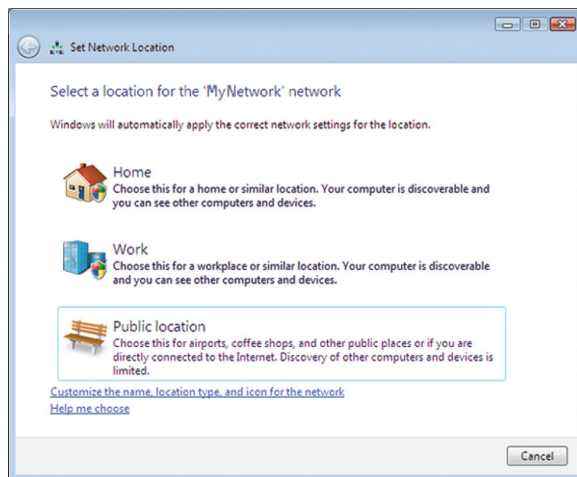 Set Network Location
Select a location for the 'MyNetwork' network
Windows will automatically apply the correct network settings for the location.
Home
Choose this for a home or similar location. Your computer is discoverable and
you can see other computers and devices.
Work
Choose this for a workplace or similar location. Your computer is discoverable
and you can see other computers and devices.
Public location
Choose this for airports, coffee shops, and other public places or if you are
directly connected to the Internet. Discovery of other computers and devices is
limited.
Customize the name, location type, and icon for the network
Help me choose
Cancel